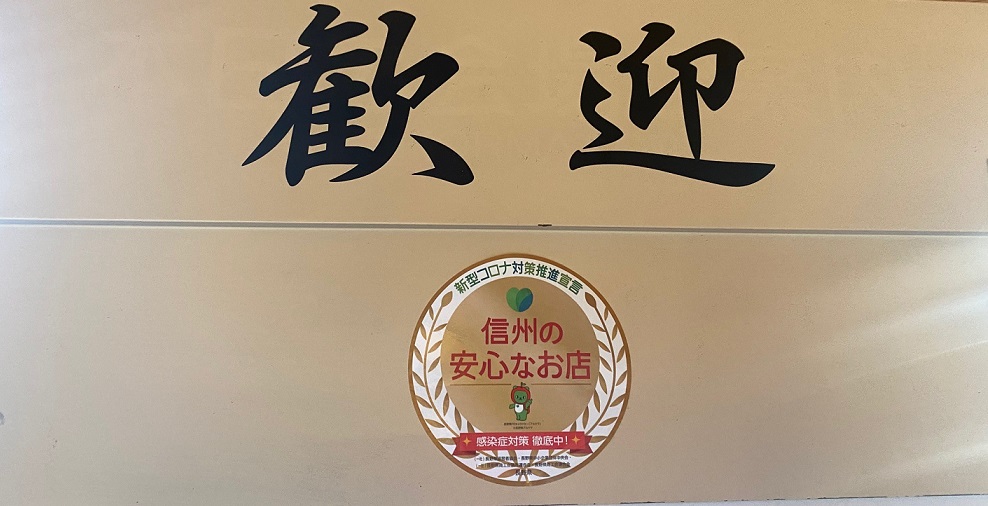 歓迎
新型コロナ対策推進宣言
信州の
安心なお店
感染症対策 徹底中!